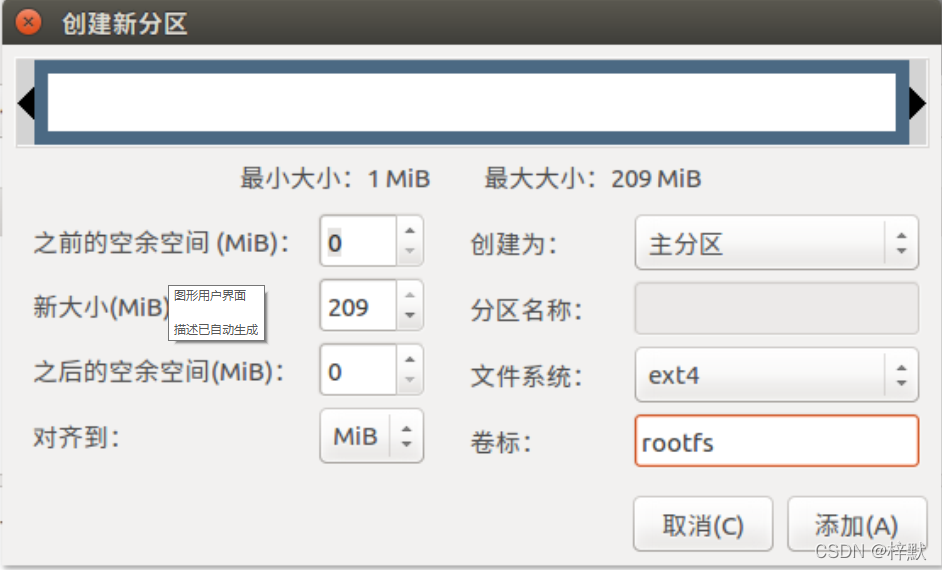 创建新分区
最小大小：1 MiB 最大大小：209 MiB
之前的空余空间 (MiB)： 0 创建为： 主分区
新大小(MiB) 209 分区名称：
图形用户界面
描述已自动生成
之后的空余空间(MiB)： 0 文件系统： ext4
对齐到： MiB 卷标： rootfs
取消(C) 添加(A)
CSDN @梓默